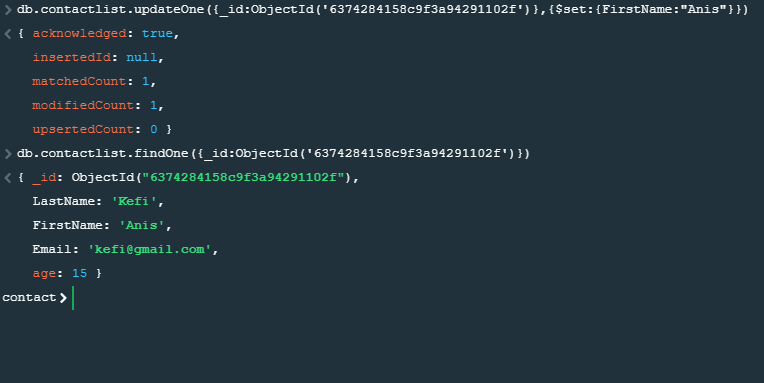 > db.contactlist.updateOne({_id:ObjectId('6374284158c9f3a94291102f')},{$set:{FirstName:"Anis"}})
< { acknowledged: true,
insertedId: null,
matchedCount: 1,
modifiedCount: 1,
upsertedCount: 0 }
> db.contactlist.findOne({_id:ObjectId('6374284158c9f3a94291102f')})
< { _id: ObjectId("6374284158c9f3a94291102f"),
LastName: 'Kefi',
FirstName: 'Anis',
Email: 'kefi@gmail.com',
age: 15 }
contact>